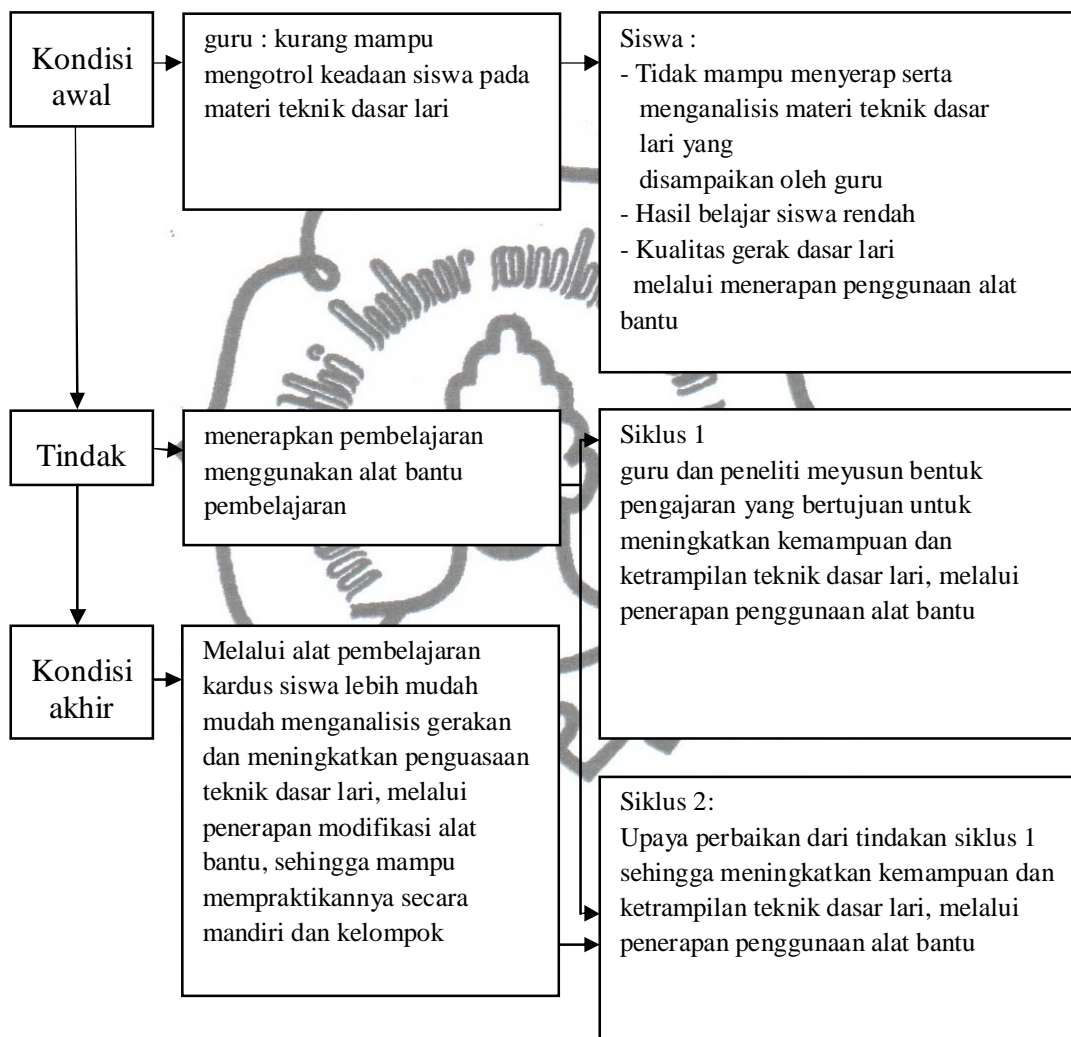 Kondisi
awal
guru : kurang mampu
mengotrol keadaan siswa pada
materi teknik dasar lari
Siswa :
- Tidak mampu menyerap serta
menganalisis materi teknik dasar
lari yang
disampaikan oleh guru
- Hasil belajar siswa rendah
- Kualitas gerak dasar lari
melalui menerapan penggunaan alat
bantu
Tindak
menerapkan pembelajaran
menggunakan alat bantu
pembelajaran
Siklus 1
guru dan peneliti meyusun bentuk
pengajaran yang bertujuan untuk
meningkatkan kemampuan dan
ketrampilan teknik dasar lari, melalui
penerapan penggunaan alat bantu
Kondisi
akhir
Melalui alat pembelajaran
kardus siswa lebih mudah
mudah menganalisis gerakan
dan meningkatkan penguasaan
teknik dasar lari, melalui
penerapan modifikasi alat
bantu, sehingga mampu
mempraktikannya secara
mandiri dan kelompok
Siklus 2:
Upaya perbaikan dari tindakan siklus 1
sehingga meningkatkan kemampuan dan
ketrampilan teknik dasar lari, melalui
penerapan penggunaan alat bantu